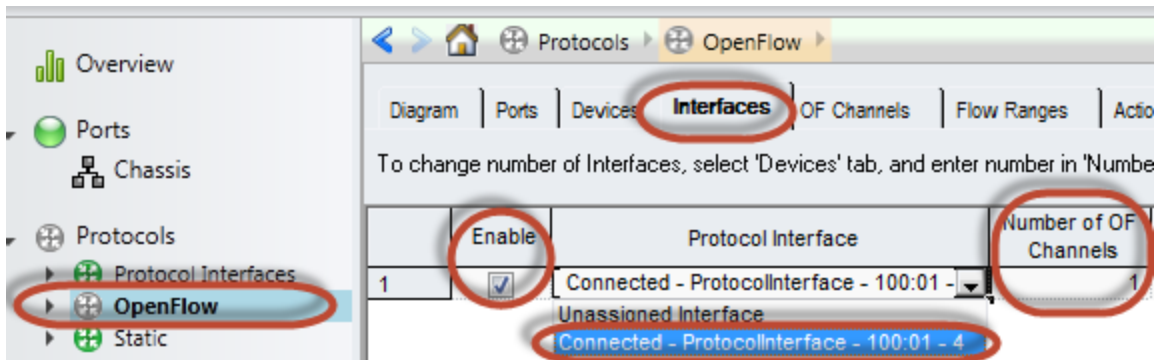 Overview
Ports
Chassis
Protocols
Protocol Interfaces
OpenFlow
Static
Protocols OpenFlow
Diagram Ports Devices Interfaces OF Channels Flow Ranges Actio
To change number of Interfaces, select 'Devices' tab, and enter number in 'Numbe
Enable Protocol Interface Number of OF
Channels
1 Connected - ProtocolInterface - 100:01 - 1
Unassigned Interface
Connected - ProtocolInterface - 100:01 - 4